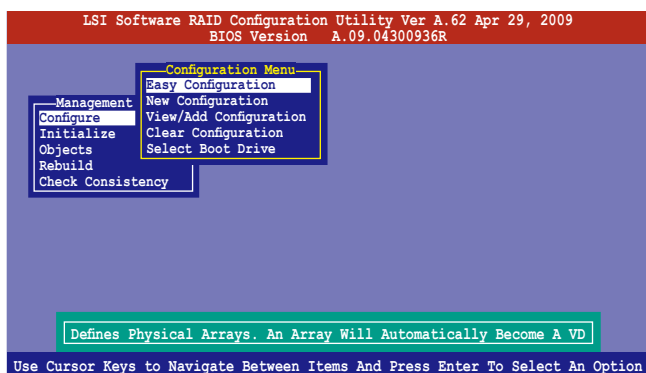 LSI Software RAID Configuration Utility Ver A.62 Apr 29, 2009
BIOS Version A.09.04300936R
Configuration Menu
Easy Configuration
New Configuration
View/Add Configuration
Clear Configuration
Select Boot Drive
Management
Configure
Initialize
Objects
Rebuild
Check Consistency
Defines Physical Arrays. An Array Will Automatically Become A VD
Use Cursor Keys to Navigate Between Items And Press Enter To Select An Option